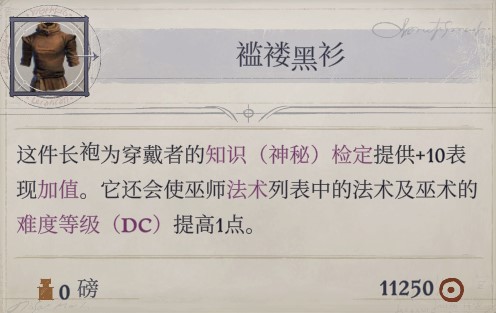 褴褛黑衫
这件长袍为穿戴者的知识（神秘）检定提供+10表
现加值。它还会使巫师法术列表中的法术及巫术的
难度等级（DC）提高1点。
0 磅
11250